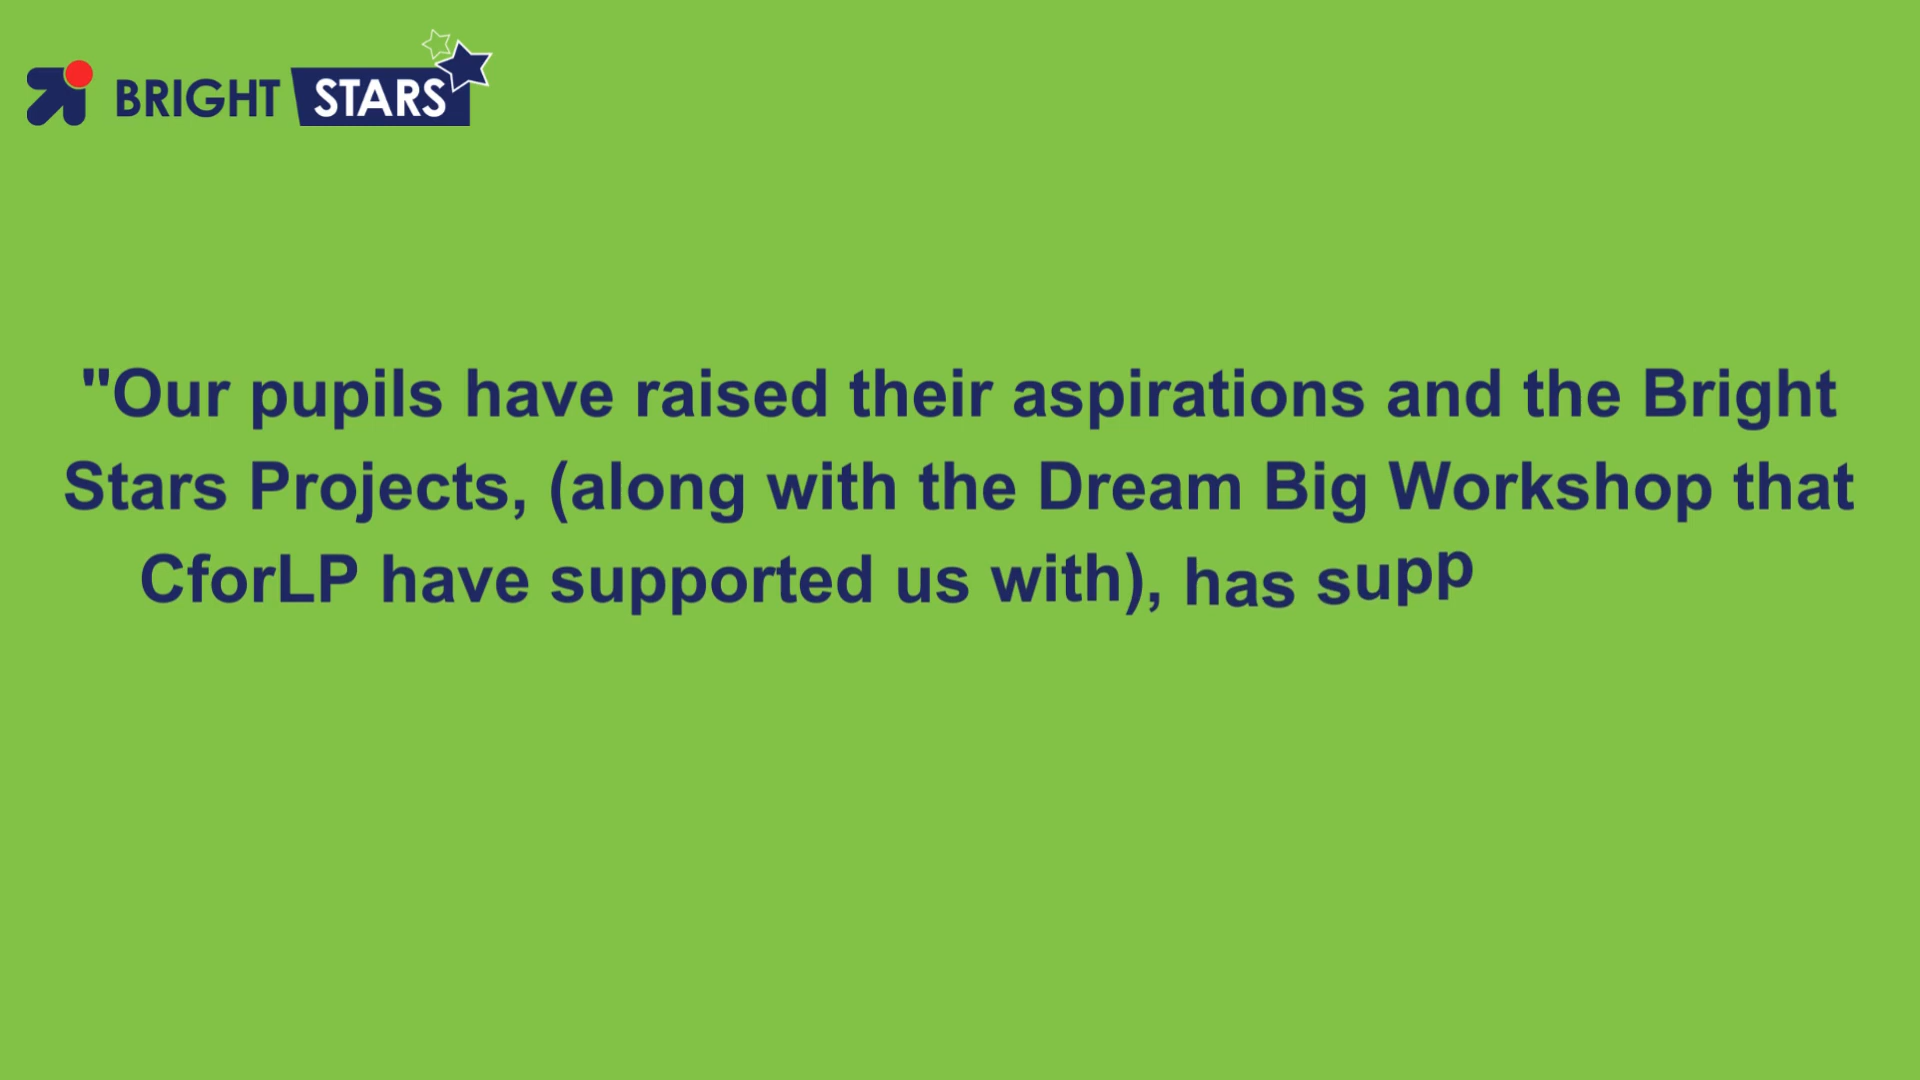 BRIGHT STARS
"Our pupils have raised their aspirations and the Bright
Stars Projects, (along with the Dream Big Workshop that
CforLP have supported us with), has supp